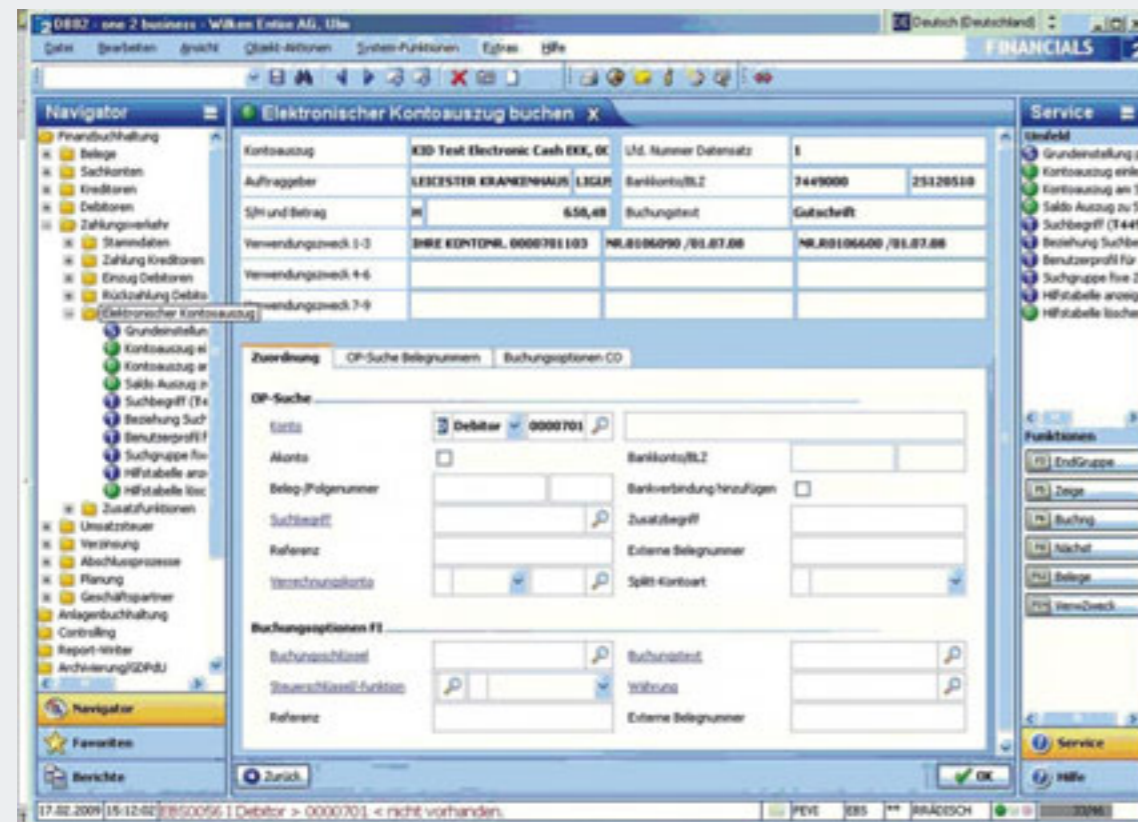 DBB2 - one 2 business - Wilken Entire AG, Ulm
Deutsch (Deutschland)
Datei Bearbeiten Ansicht Objekt-Aktionen System-Funktionen Extras Hilfe
FINANCIALS
Navigator
Finanzbuchhaltung
Belege
Sachkonten
Kreditoren
Debitoren
Zahlungsverkehr
Stammdaten
Zahlung Kreditoren
Einzug Debitoren
Rückzahlung Debito
Elektronischer Kontoauszug
Grundeinstellun
Kontoauszug ei
Kontoauszug an
Saldo Auszug z
Suchbegriff (T4
Beziehung Such
Benutzerprofil f
Suchgruppe fixe
Hilfstabelle anz
Hilfstabelle lösc
Zusatzfunktionen
Umsatzsteuer
Verzinsung
Abschlussprozesse
Planung
Geschäftspartner
Anlagenbuchhaltung
Controlling
Report-Writer
Archivierung/GDPdU
Navigator
Favoriten
Berichte
Elektronischer Kontoauszug buchen X
Kontoauszug KID Test Electronic Cash EKK, Lfd. Nummer Datensatz 1
Auftraggeber LEICESTER KRANKENHAUS LIGUS Bankkonto/BLZ 7449000 25120510
S/H und Betrag H 650,48 Buchungstext Gutschrift
Verwendungszweck 1-3 IHRE KONTONR. 0000701103 NR.8106090 /01.07.08 NR.R0106600 /01.07.08
Verwendungszweck 4-6
Verwendungszweck 7-9
Zuordnung OP-Suche Belegnummern Buchungsoptionen CO
OP-Suche
Konto Debitor 0000701
Akonto Bankkonto/BLZ
Beleg-/Folgenummer Bankverbindung hinzufügen
Suchbegriff Zusatzbegriff
Referenz Externe Belegnummer
Verrechnungskonto Splitt-Kontoart
Buchungsoptionen FI
Buchungsschlüssel Buchungstext
Steuerschlüssel/-funktion Währung
Referenz Externe Belegnummer
Zurück OK
Service
Umfeld
Grundeinstellung
Kontoauszug einle
Kontoauszug an S
Saldo Auszug zu S
Suchbegriff (T449
Beziehung Suchbe
Benutzerprofil für
Suchgruppe fixe Z
Hilfstabelle anzeig
Hilfstabelle löschen
Funktionen
EndGruppe
Zeige
Buchng
Nächst
Belege
VerwZweck
Service
Hilfe
17.02.2009 15:12:02 EBS0056 I Debitor > 0000701 < nicht vorhanden. PEVI EBS ** RRÄDISCH